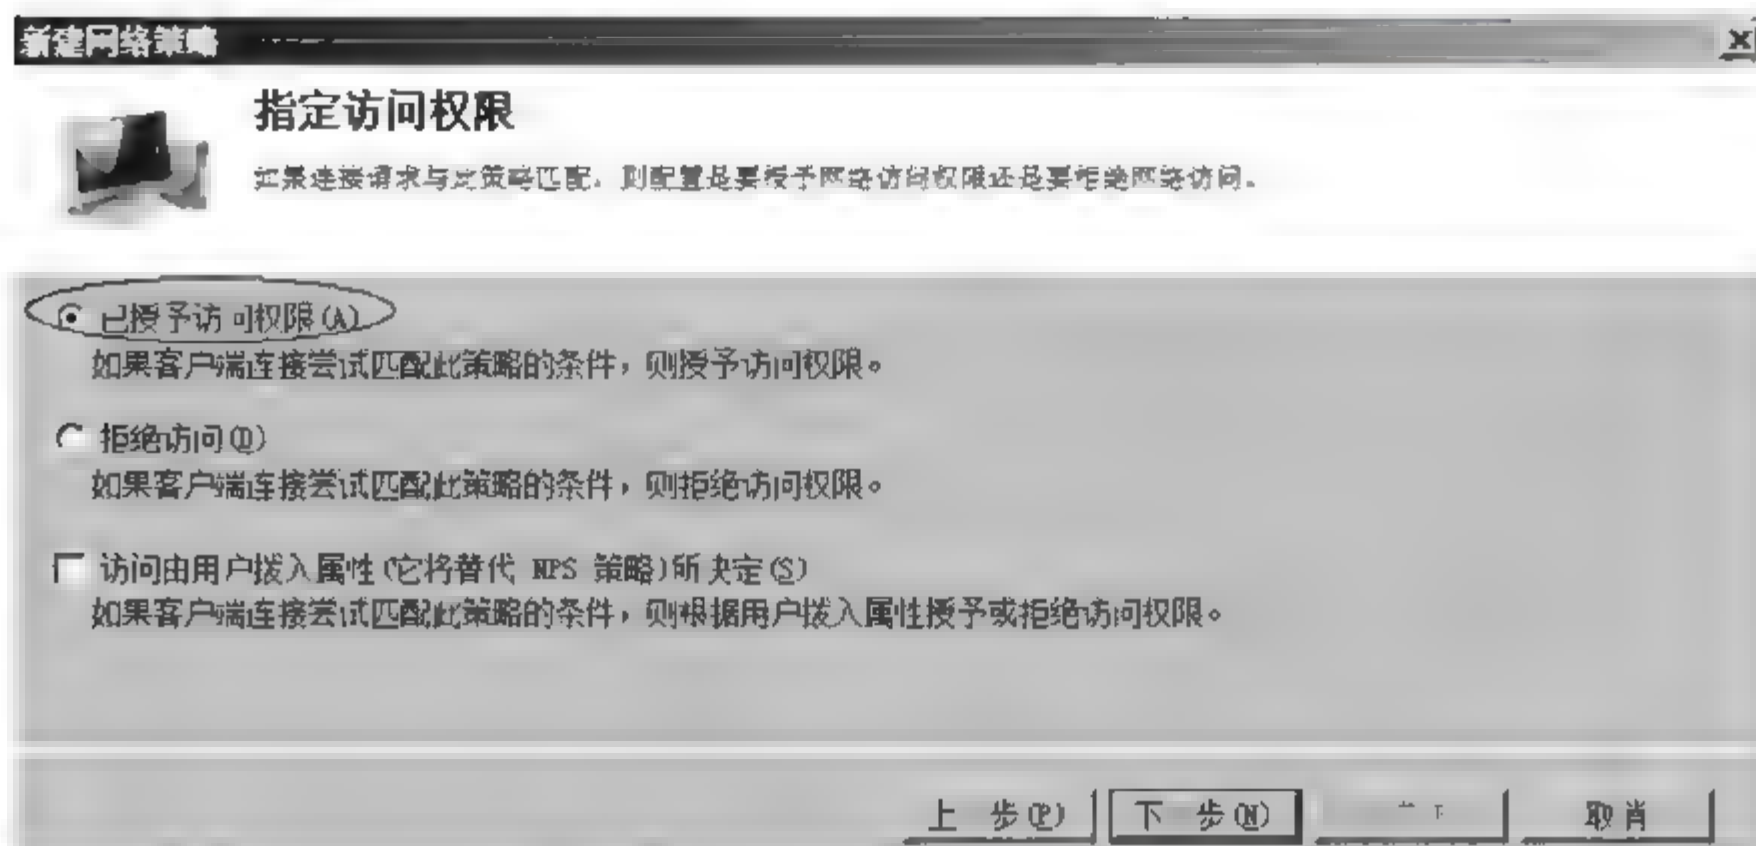 新建网络策略
指定访问权限
如果连接请求与此策略匹配，则配置是要授予网络访问权限还是要拒绝网络访问。
已授予访问权限(A)
如果客户端连接尝试匹配此策略的条件，则授予访问权限。
拒绝访问(D)
如果客户端连接尝试匹配此策略的条件，则拒绝访问权限。
访问由用户拨入属性(它将替代 NPS 策略)所决定(S)
如果客户端连接尝试匹配此策略的条件，则根据用户拨入属性授予或拒绝访问权限。
上一步(P) 下一步(N) 取消